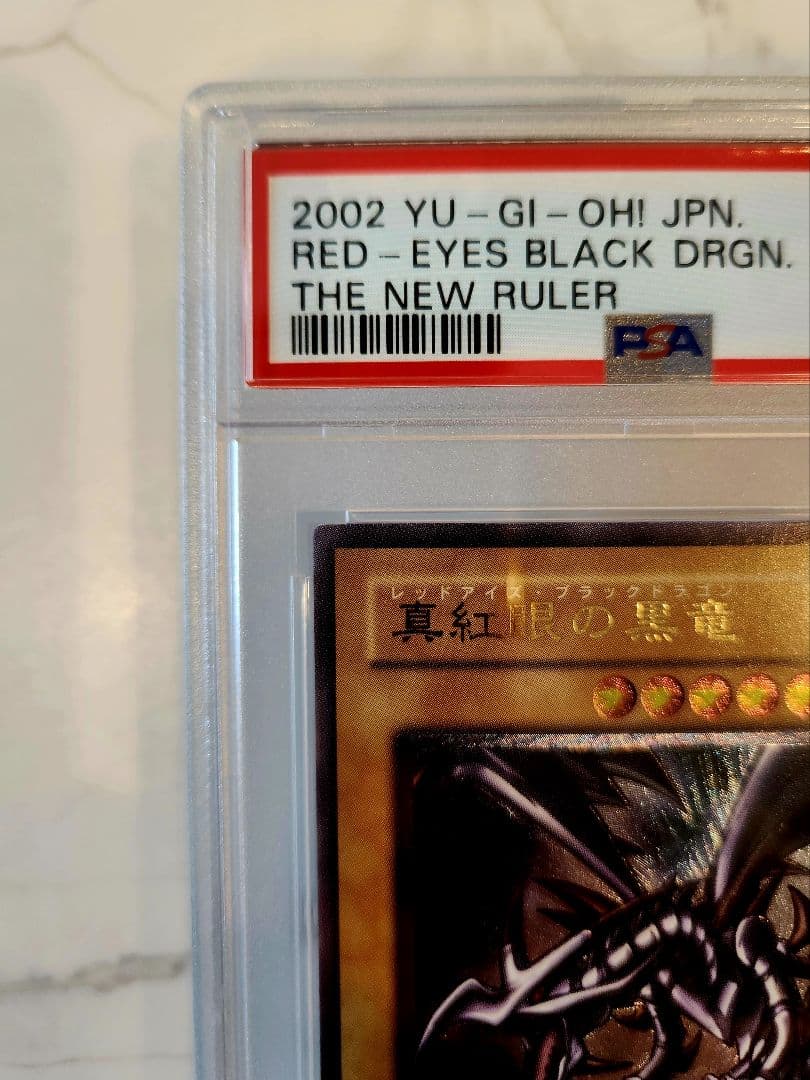 2002 YU-GI-OH! JPN.
RED-EYES BLACK DRGN.
THE NEW RULER
PSA
レッドアイズ・ブラックドラゴン
真紅眼の黒竜